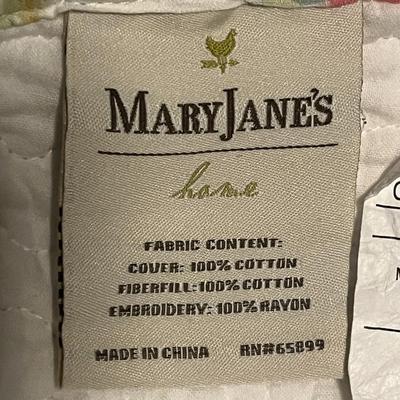 MARYJANE'S
home
FABRIC CONTENT:
COVER: 100% COTTON
FIBERFILL:100% COTTON
EMBROIDERY: 100% RAYON
MADE IN CHINA RN#65899